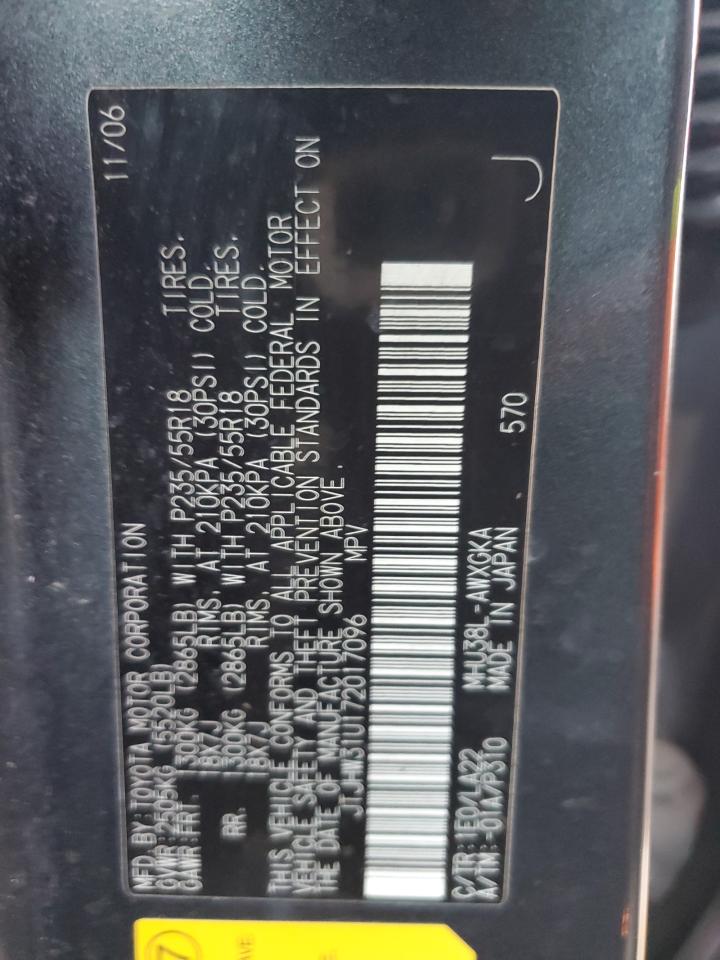 MFD. BY: TOYOTA MOTOR CORPORATION 11/06
GVWR: 2505KG (5520LB)
GAWR: FRT. 1300KG (2865LB) WITH P235/55R18 TIRES.
18X7J RIMS, AT 210KPA (30PSI) COLD.
RR. 1300KG (2865LB) WITH P235/55R18 TIRES.
18X7J RIMS, AT 210KPA (30PSI) COLD.
THIS VEHICLE CONFORMS TO ALL APPLICABLE FEDERAL MOTOR
VEHICLE SAFETY AND THEFT PREVENTION STANDARDS IN EFFECT ON
THE DATE OF MANUFACTURE SHOWN ABOVE.
JTJHW31U172017096 MPV
C/TR: 1E0/LA22 MHU38L-AWXGKA 570
A/TN: -01A/P310 MADE IN JAPAN J
7